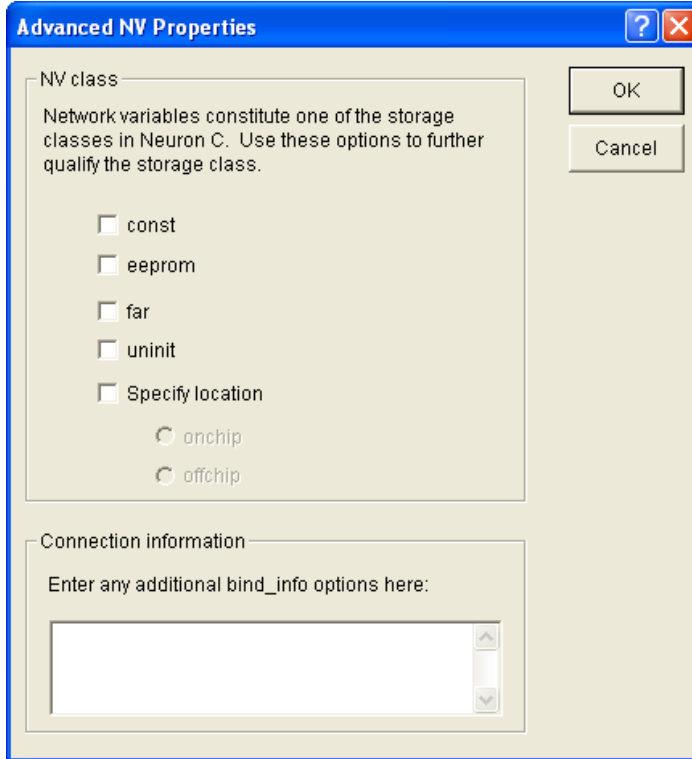 Advanced NV Properties
NV class
Network variables constitute one of the storage
classes in Neuron C.  Use these options to further
qualify the storage class.
const
eeprom
far
uninit
Specify location
onchip
offchip
Connection information
Enter any additional bind_info options here:
OK
Cancel